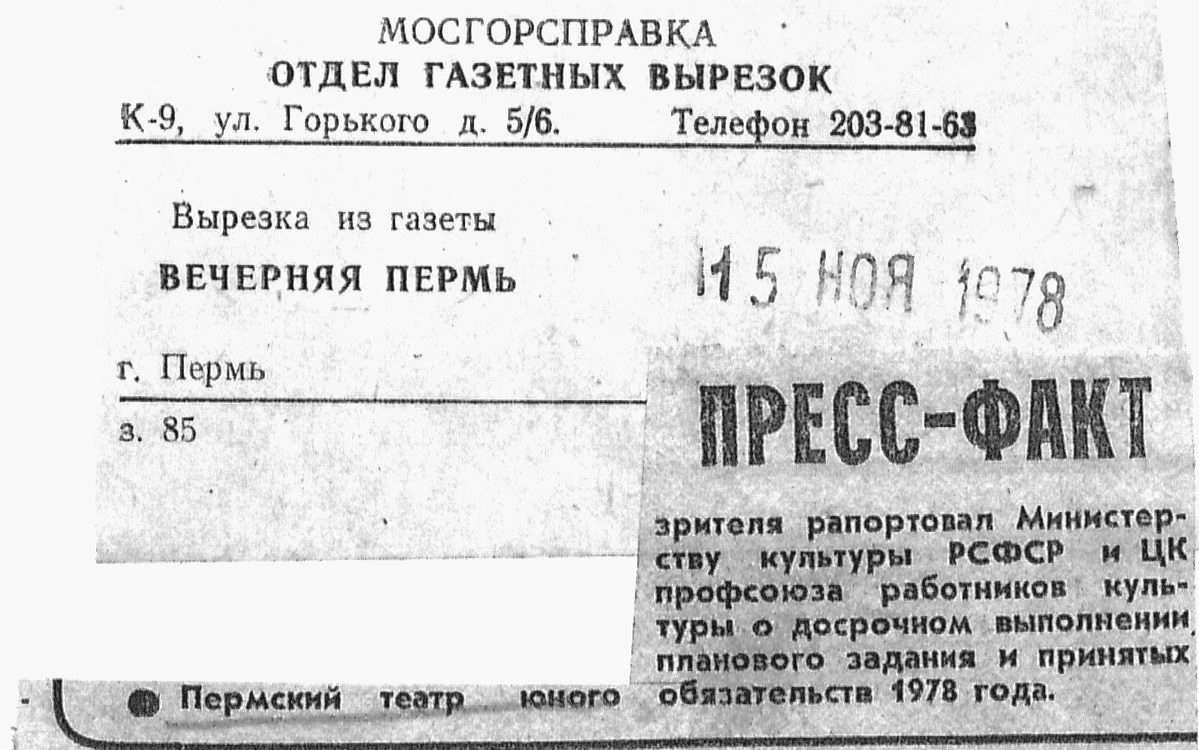 МОСГОРСПРАВКА
ОТДЕЛ ГАЗЕТНЫХ ВЫРЕЗОК
К-9, ул. Горького д. 5/6. Телефон 203-81-63
Вырезка из газеты
ВЕЧЕРНЯЯ ПЕРМЬ
15 НОЯ 1978
г. Пермь
з. 85
ПРЕСС-ФАКТ
● Пермский театр юного
зрителя рапортовал Министер-
ству культуры РСФСР и ЦК
профсоюза работников куль-
туры о досрочном выполнении
планового задания и принятых
обязательств 1978 года.